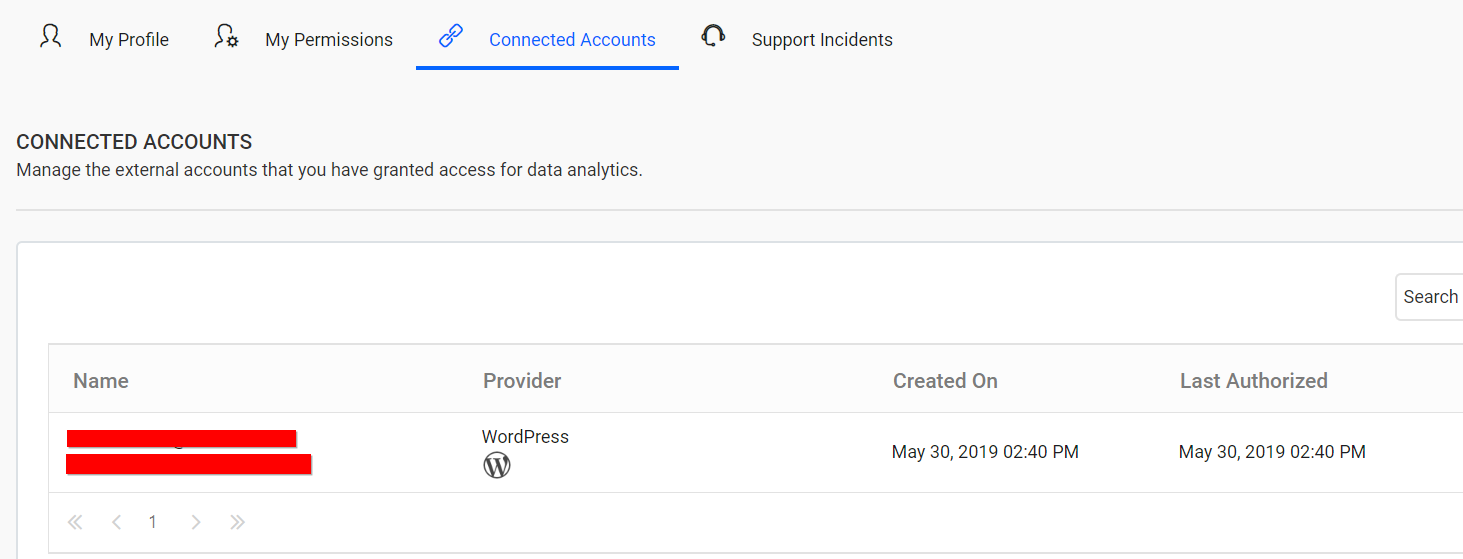 My Profile My Permissions Connected Accounts Support Incidents
CONNECTED ACCOUNTS
Manage the external accounts that you have granted access for data analytics.
Search
Name Provider Created On Last Authorized
WordPress
May 30, 2019 02:40 PM May 30, 2019 02:40 PM
1